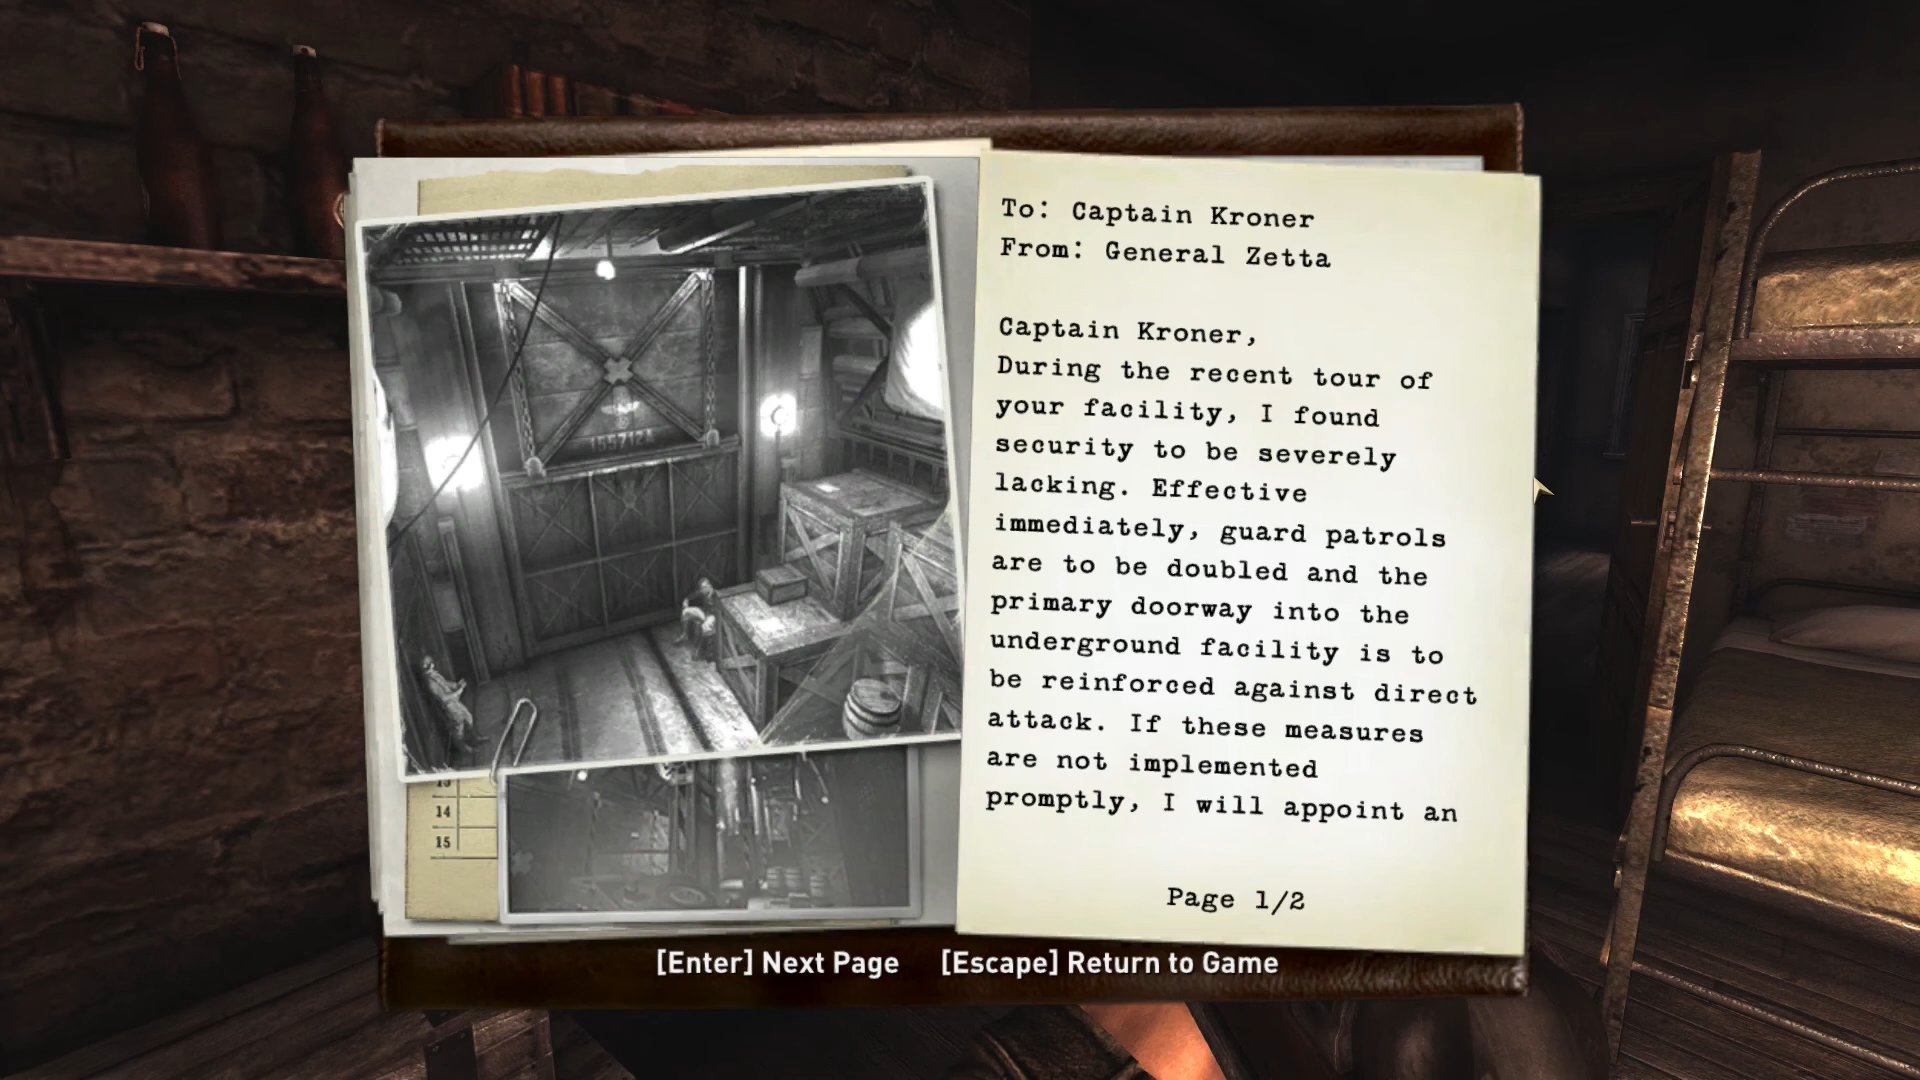 To: Captain Kroner
From: General Zetta
Captain Kroner,
During the recent tour of
your facility, I found
security to be severely
lacking. Effective
immediately, guard patrols
are to be doubled and the
primary doorway into the
underground facility is to
be reinforced against direct
attack. If these measures
are not implemented
promptly, I will appoint an
Page 1/2
14
15
[Enter] Next Page [Escape] Return to Game